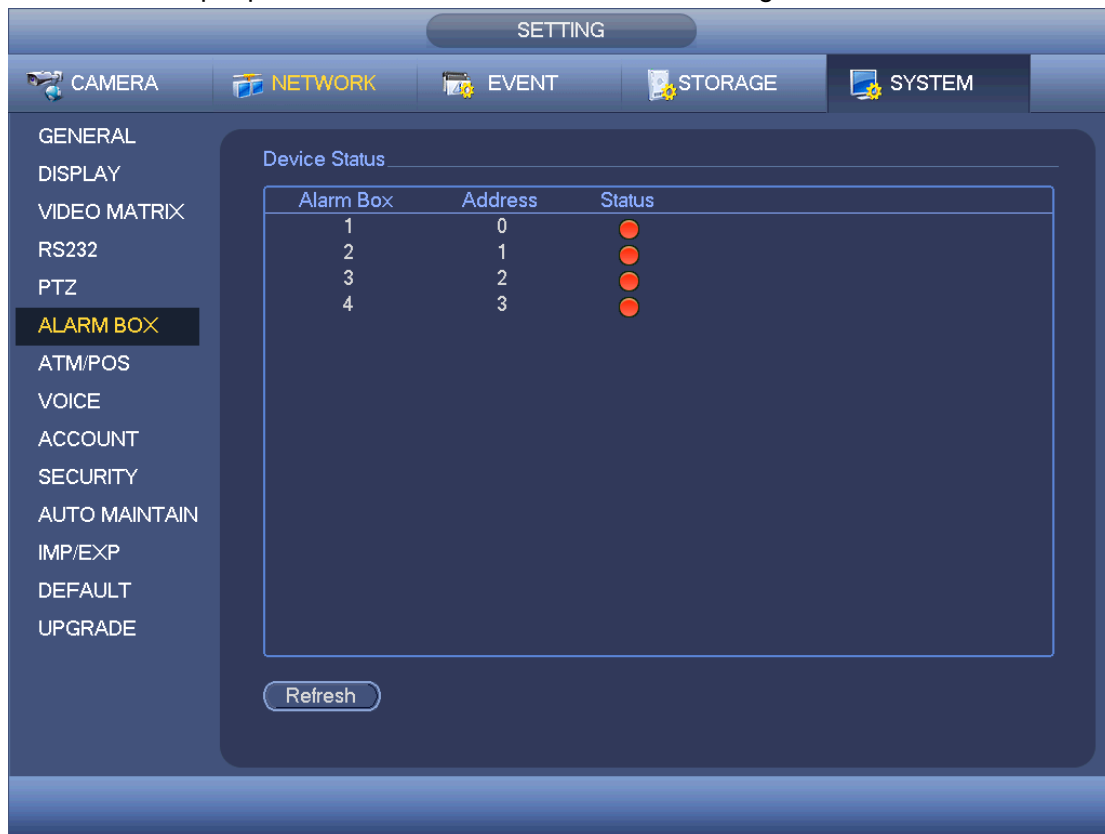 SETTING
CAMERA NETWORK EVENT STORAGE SYSTEM
GENERAL
DISPLAY
VIDEO MATRIX
RS232
PTZ
ALARM BOX
ATM/POS
VOICE
ACCOUNT
SECURITY
AUTO MAINTAIN
IMP/EXP
DEFAULT
UPGRADE
Device Status
Alarm Box Address Status
1 0
2 1
3 2
4 3
Refresh